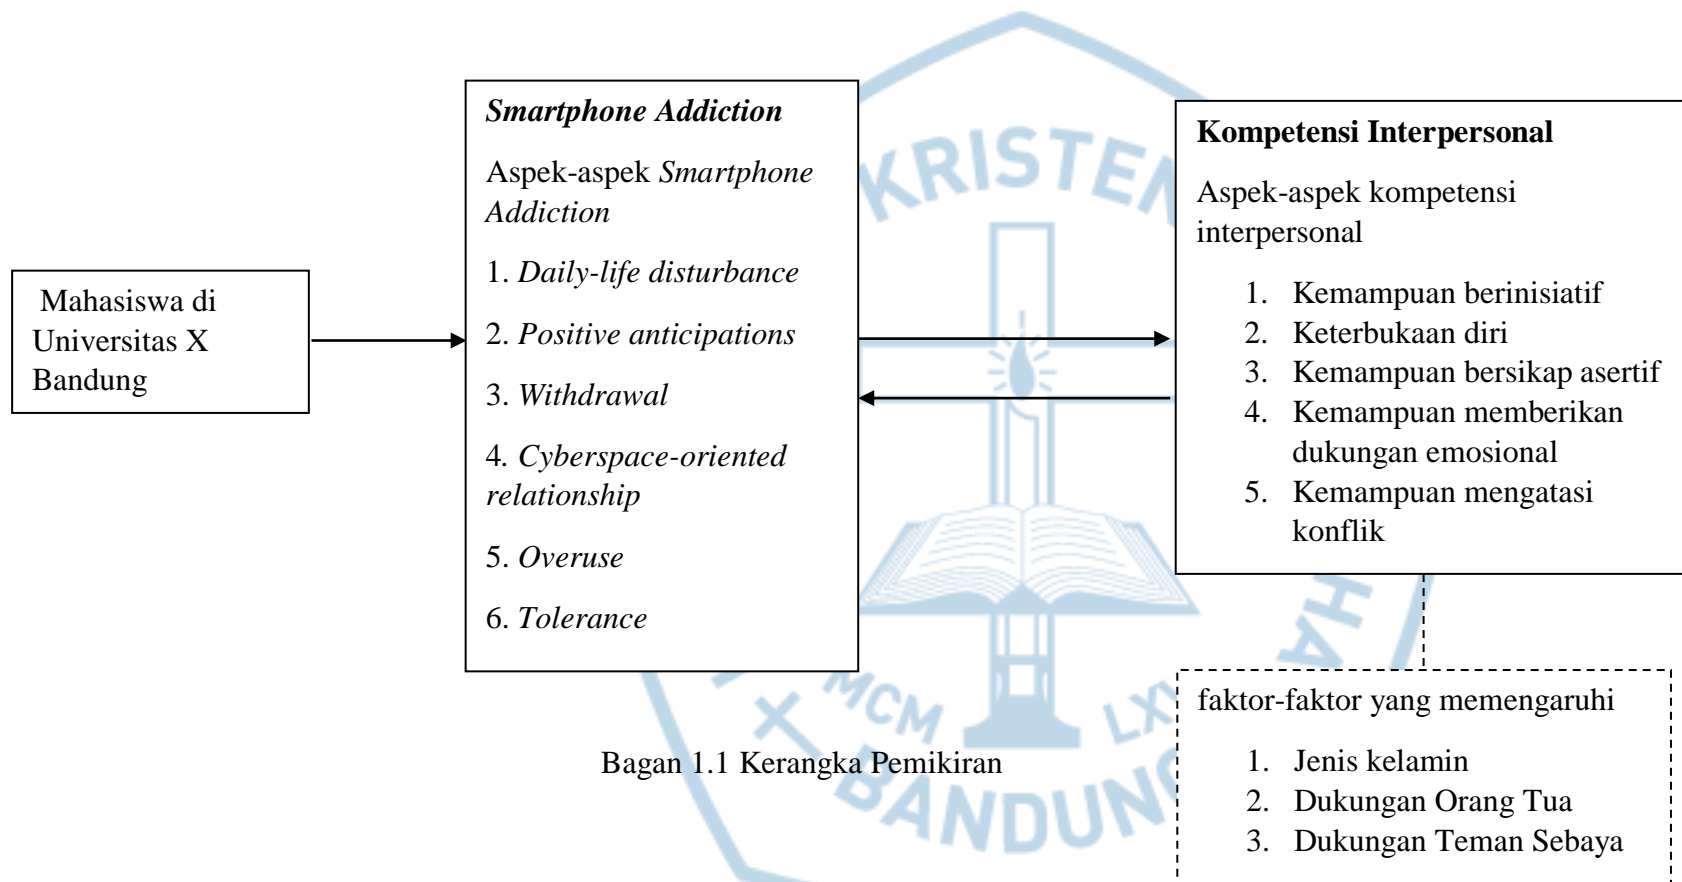 Mahasiswa di
Universitas X
Bandung
Smartphone Addiction
Aspek-aspek Smartphone
Addiction
1. Daily-life disturbance
2. Positive anticipations
3. Withdrawal
4. Cyberspace-oriented
relationship
5. Overuse
6. Tolerance
Kompetensi Interpersonal
Aspek-aspek kompetensi
interpersonal
1. Kemampuan berinisiatif
2. Keterbukaan diri
3. Kemampuan bersikap asertif
4. Kemampuan memberikan
dukungan emosional
5. Kemampuan mengatasi
konflik
faktor-faktor yang memengaruhi
1. Jenis kelamin
2. Dukungan Orang Tua
3. Dukungan Teman Sebaya
Bagan 1.1 Kerangka Pemikiran
KRISTEN
MCM
BANDUNG